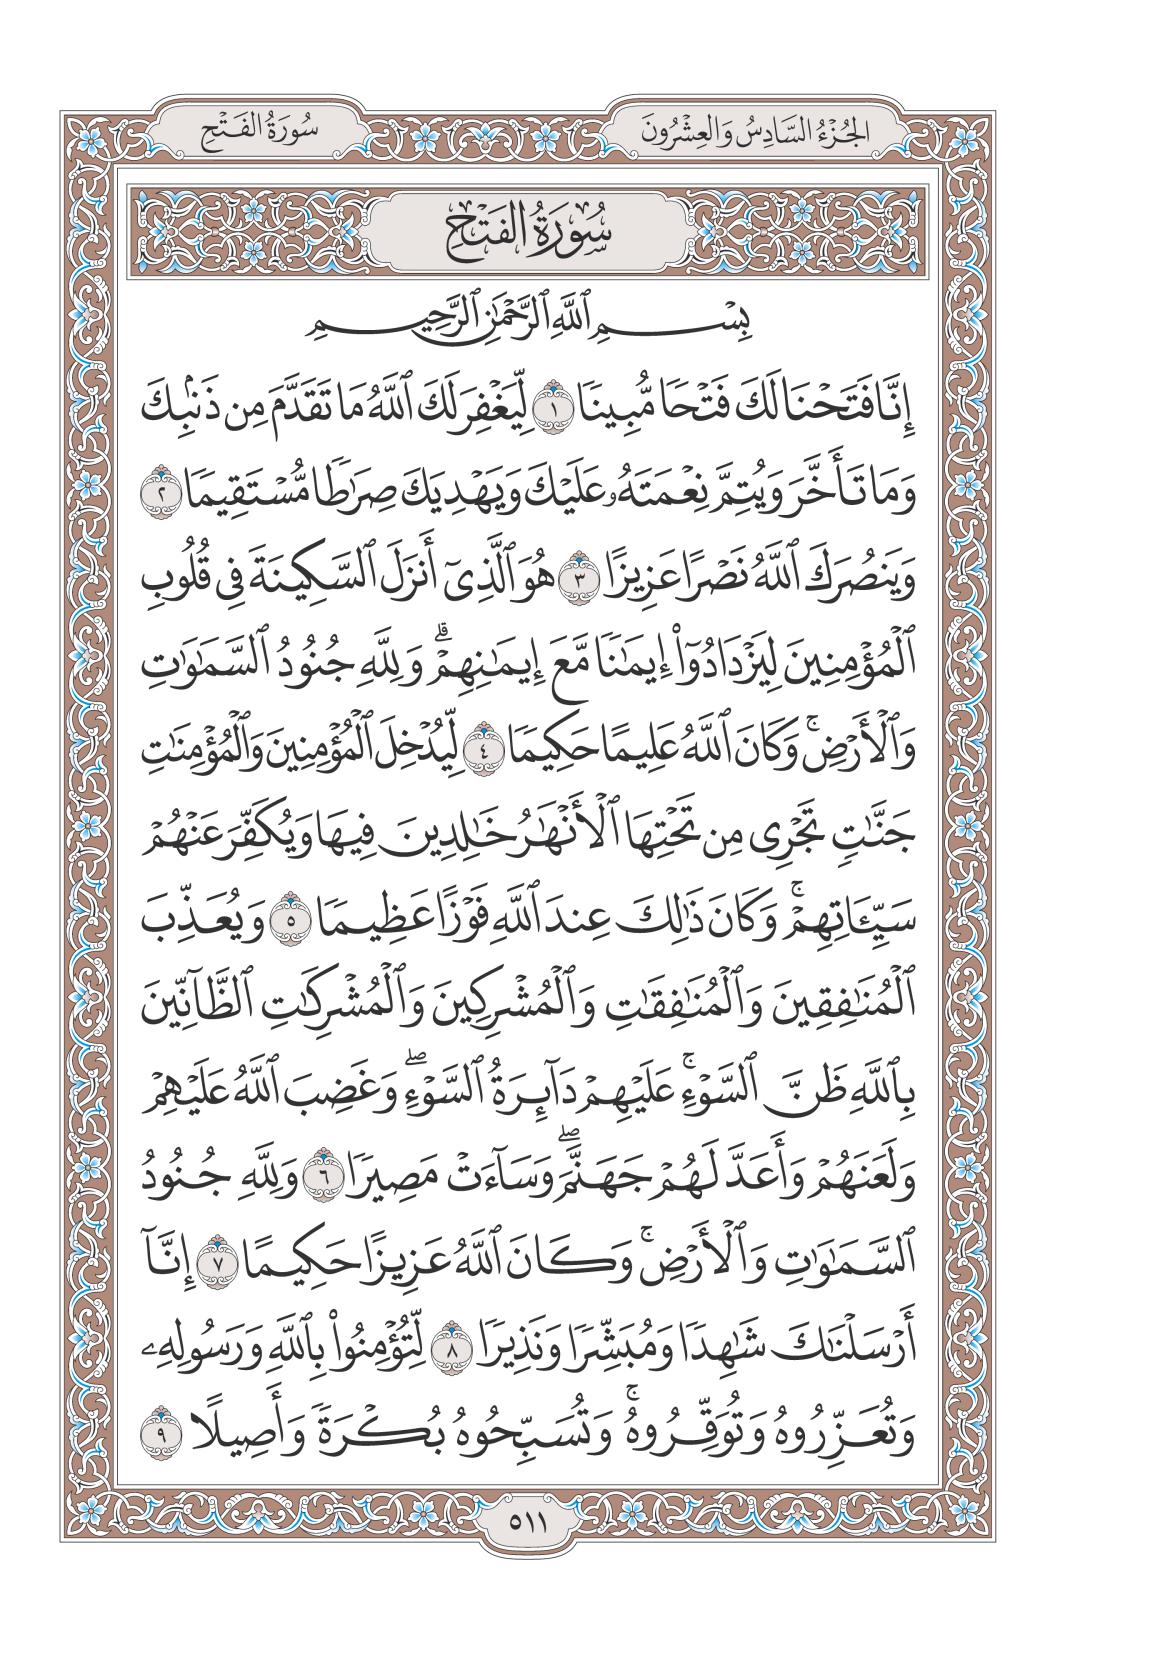 الجُزْءُ السَّادِسُ وَالعِشْرُونَ
سُورَةُ الفَتْحِ
سُورَةُ الفَتْحِ
بِسْمِ ٱللَّهِ ٱلرَّحْمَٰنِ ٱلرَّحِيمِ
إِنَّا فَتَحْنَا لَكَ فَتْحًا مُّبِينًا ١ لِّيَغْفِرَ لَكَ ٱللَّهُ مَا تَقَدَّمَ مِن ذَنۢبِكَ
وَمَا تَأَخَّرَ وَيُتِمَّ نِعْمَتَهُۥ عَلَيْكَ وَيَهْدِيَكَ صِرَٰطًا مُّسْتَقِيمًا ٢
وَيَنصُرَكَ ٱللَّهُ نَصْرًا عَزِيزًا ٣ هُوَ ٱلَّذِىٓ أَنزَلَ ٱلسَّكِينَةَ فِى قُلُوبِ
ٱلْمُؤْمِنِينَ لِيَزْدَادُوٓا۟ إِيمَٰنًا مَّعَ إِيمَٰنِهِمْ ۗ وَلِلَّهِ جُنُودُ ٱلسَّمَٰوَٰتِ
وَٱلْأَرْضِ ۚ وَكَانَ ٱللَّهُ عَلِيمًا حَكِيمًا ٤ لِّيُدْخِلَ ٱلْمُؤْمِنِينَ وَٱلْمُؤْمِنَٰتِ
جَنَّٰتٍ تَجْرِى مِن تَحْتِهَا ٱلْأَنْهَٰرُ خَٰلِدِينَ فِيهَا وَيُكَفِّرَ عَنْهُمْ
سَيِّـَٔاتِهِمْ ۚ وَكَانَ ذَٰلِكَ عِندَ ٱللَّهِ فَوْزًا عَظِيمًا ٥ وَيُعَذِّبَ
ٱلْمُنَٰفِقِينَ وَٱلْمُنَٰفِقَٰتِ وَٱلْمُشْرِكِينَ وَٱلْمُشْرِكَٰتِ ٱلظَّآنِّينَ
بِٱللَّهِ ظَنَّ ٱلسَّوْءِ ۚ عَلَيْهِمْ دَآئِرَةُ ٱلسَّوْءِ ۖ وَغَضِبَ ٱللَّهُ عَلَيْهِمْ
وَلَعَنَهُمْ وَأَعَدَّ لَهُمْ جَهَنَّمَ ۖ وَسَآءَتْ مَصِيرًا ٦ وَلِلَّهِ جُنُودُ
ٱلسَّمَٰوَٰتِ وَٱلْأَرْضِ ۚ وَكَانَ ٱللَّهُ عَزِيزًا حَكِيمًا ٧ إِنَّآ
أَرْسَلْنَٰكَ شَٰهِدًا وَمُبَشِّرًا وَنَذِيرًا ٨ لِّتُؤْمِنُوا۟ بِٱللَّهِ وَرَسُولِهِۦ
وَتُعَزِّرُوهُ وَتُوَقِّرُوهُ ۚ وَتُسَبِّحُوهُ بُكْرَةً وَأَصِيلًا ٩
٥١١